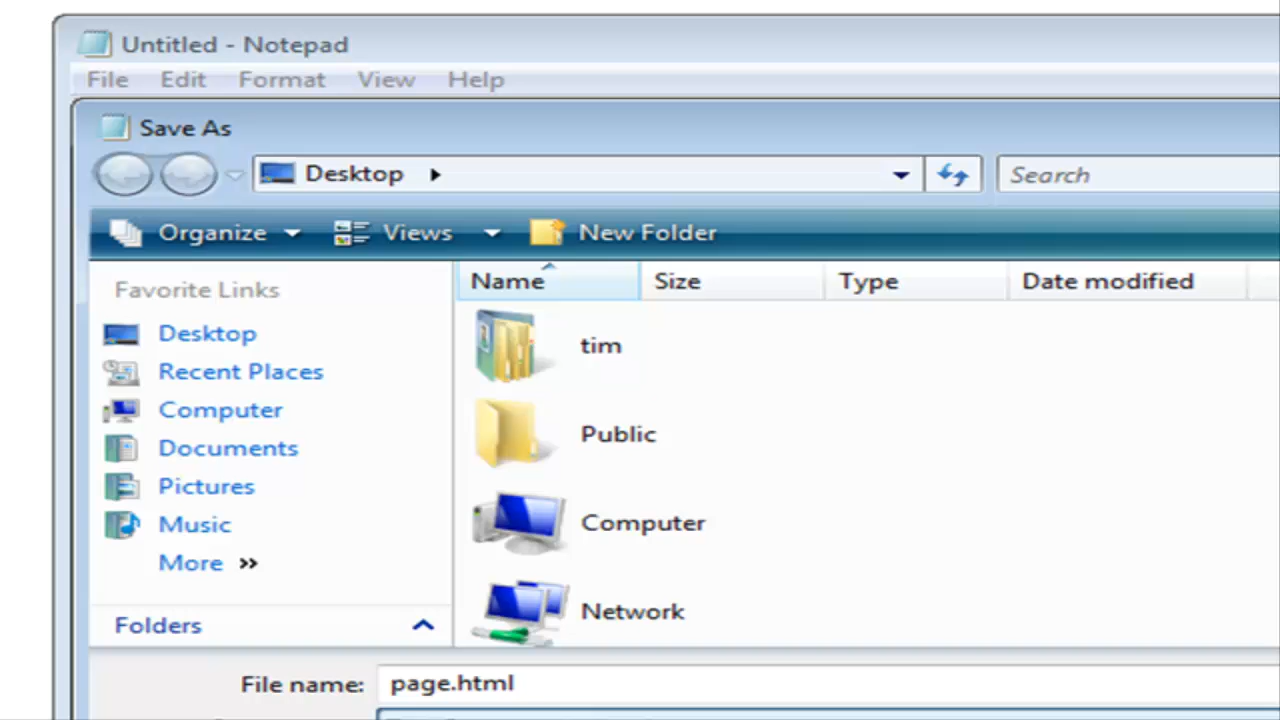 Untitled - Notepad
File Edit Format View Help
Save As
Desktop
Search
Organize Views New Folder
Favorite Links
Name Size Type Date modified
Desktop
Recent Places
Computer
Documents
Pictures
Music
More »
Folders
tim
Public
Computer
Network
File name: page.html